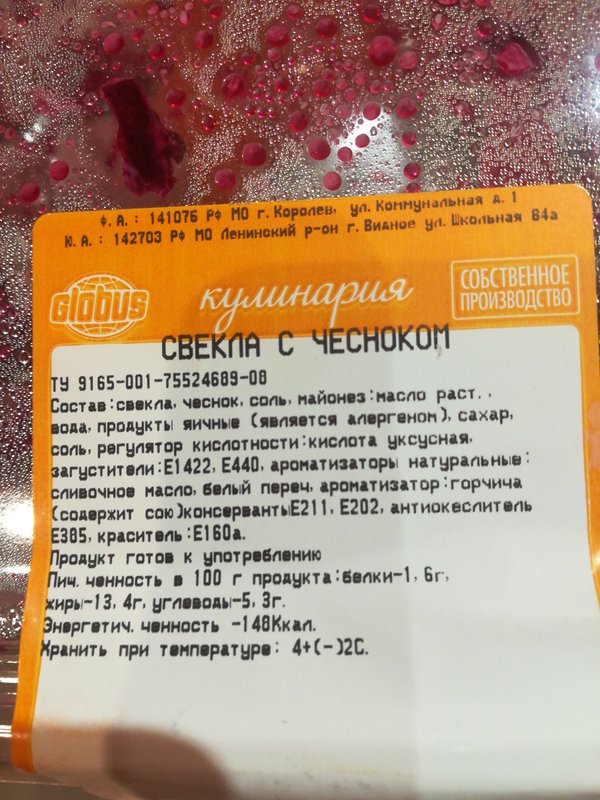 Ф. А. : 141075 РФ МО г. Королев, ул. Коммунальная д. 1
Ю. А. : 142703 РФ МО Ленинский р-он г. Видное ул. Школьная 84а
Globus
кулинария
СОБСТВЕННОЕ
ПРОИЗВОДСТВО
СВЕКЛА С ЧЕСНОКОМ
ТУ 9165-001-75524689-08
Состав:свекла, чеснок, соль, майонез:масло раст. ,
вода, продукты яичные (является алергеном), сахар,
соль, регулятор кислотности:кислота уксусная,
загустители:Е1422, Е440, ароматизаторы натуральные:
сливочное масло, белый переч, ароматизатор:горчича
(содержит сою)консервантыЕ211, Е202, антиокеслитель
Е385, краситель:Е160а.
Продукт готов к употреблению
Пищ. ценность в 100 г продукта:белки-1, 6г,
жиры-13, 4г, углеводы-5, 3г.
Энергетич. ценность -148Ккал.
Хранить при температуре: 4+(-)2С.